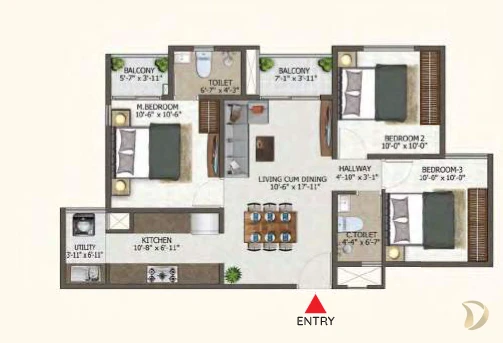 BALCONY
5'-7" x 3'-11"
TOILET
6'-7" x 4'-3"
BALCONY
7'-1" x 3'-11"
M.BEDROOM
10'-6" x 10'-6"
BEDROOM 2
10'-0" x 10'-0"
LIVING CUM DINING
10'-6" x 17'-11"
HALLWAY
4'-10" x 3'-1"
BEDROOM-3
10'-0" x 10'-0"
UTILITY
3'-11" x 6'-11"
KITCHEN
10'-8" x 6'-11"
C.TOILET
4'-4" x 6'-7"
ENTRY